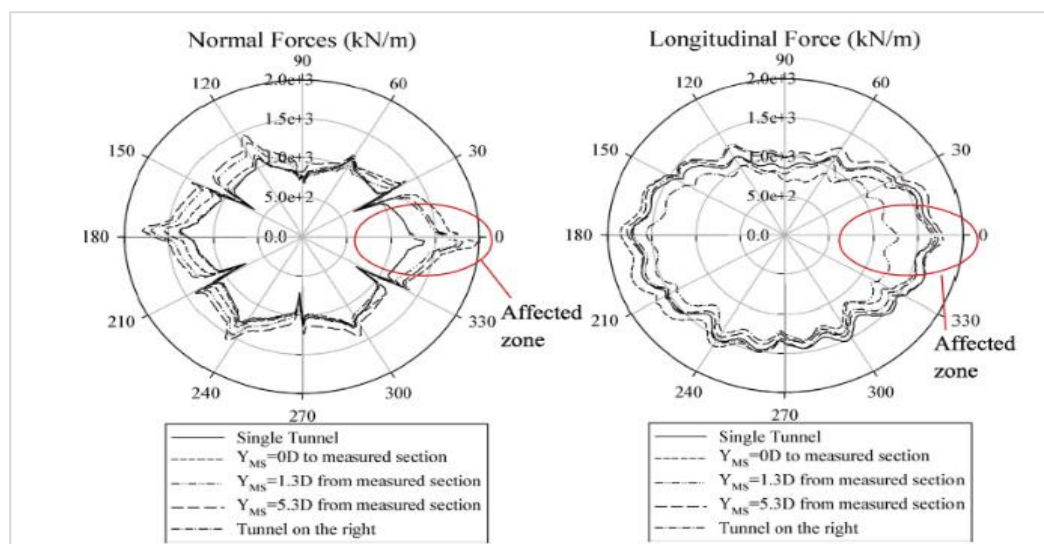 Normal Forces (kN/m)
90
120
2.0e+3
60
1.5e+3
150
30
5.0e+2
180
0.0
0
210
330
Affected
zone
240
300
270
Single Tunnel
Y_MS=0D to measured section
Y_MS=1.3D from measured section
Y_MS=5.3D from measured section
Tunnel on the right
Longitudinal Force (kN/m)
90
120
2.0e+3
60
1.5e+3
150
30
5.0e+2
180
0.0
0
210
330
Affected
zone
240
300
270
Single Tunnel
Y_MS=0D to measured section
Y_MS=1.3D from measured section
Y_MS=5.3D from measured section
Tunnel on the right